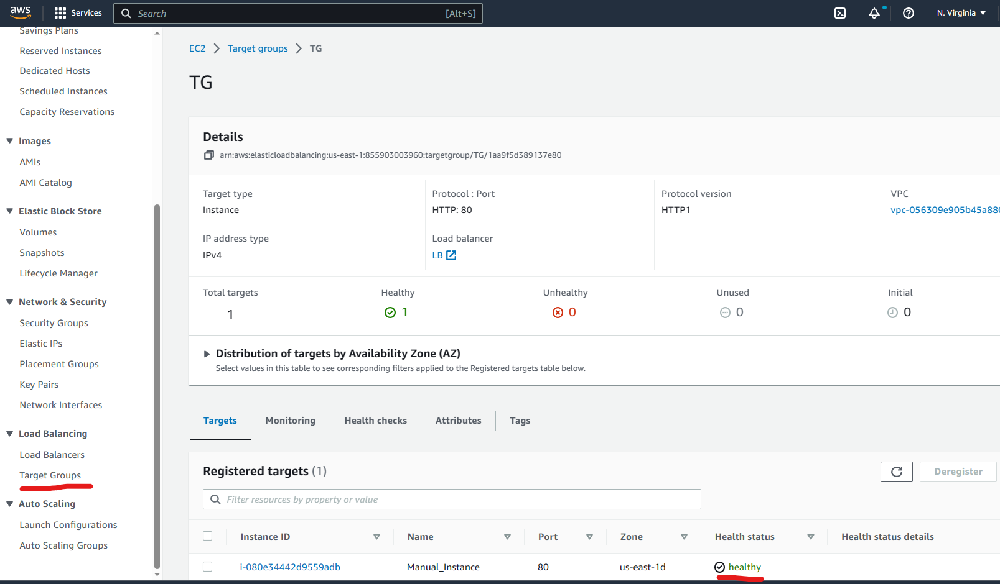 aws Services Search [Alt+S] N. Virginia
Savings Plans
Reserved Instances
Dedicated Hosts
Scheduled Instances
Capacity Reservations
Images
AMIs
AMI Catalog
Elastic Block Store
Volumes
Snapshots
Lifecycle Manager
Network & Security
Security Groups
Elastic IPs
Placement Groups
Key Pairs
Network Interfaces
Load Balancing
Load Balancers
Target Groups
Auto Scaling
Launch Configurations
Auto Scaling Groups
EC2 > Target groups > TG
TG
Details
arn:aws:elasticloadbalancing:us-east-1:855903003960:targetgroup/TG/1aa9f5d389137e80
Target type
Instance
Protocol : Port
HTTP: 80
Protocol version
HTTP1
VPC
vpc-056309e905b45a880
IP address type
IPv4
Load balancer
LB
Total targets
1
Healthy
1
Unhealthy
0
Unused
0
Initial
0
Distribution of targets by Availability Zone (AZ)
Select values in this table to see corresponding filters applied to the Registered targets table below.
Targets Monitoring Health checks Attributes Tags
Registered targets (1)
Deregister
Filter resources by property or value
Instance ID Name Port Zone Health status Health status details
i-080e34442d9559adb Manual_Instance 80 us-east-1d healthy